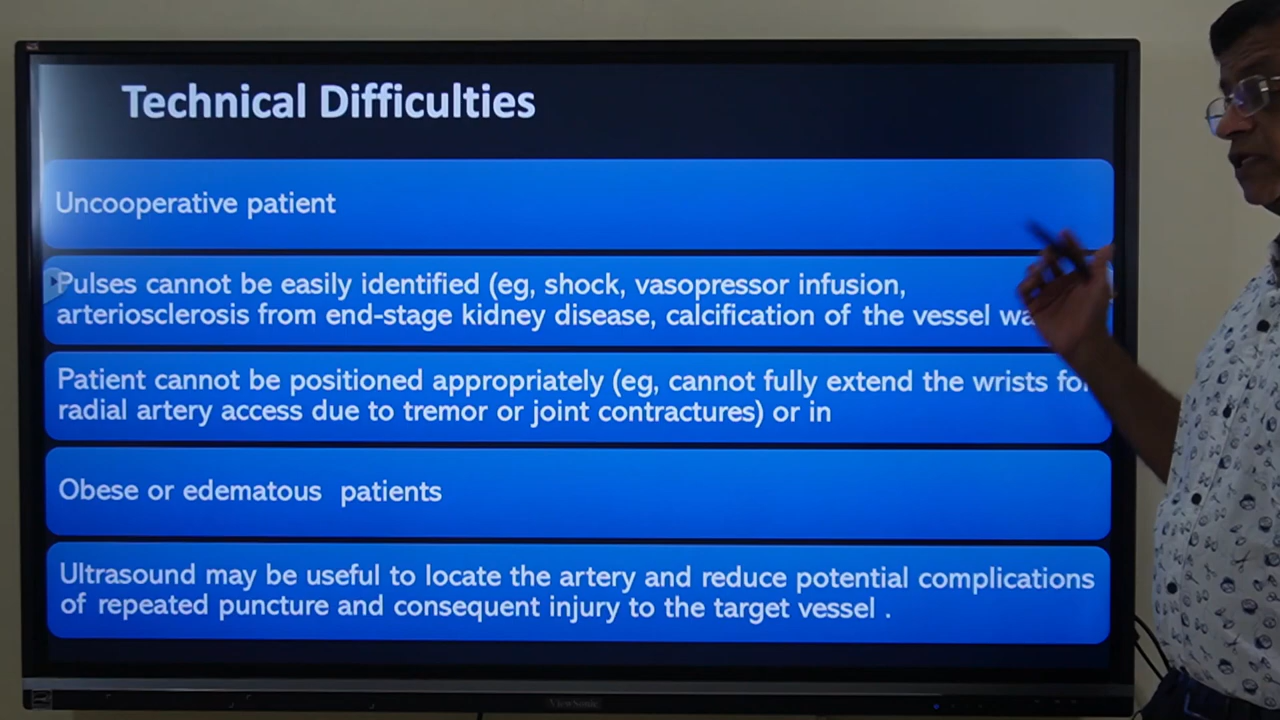 Technical Difficulties
Uncooperative patient
Pulses cannot be easily identified (eg, shock, vasopressor infusion,
arteriosclerosis from end-stage kidney disease, calcification of the vessel
Patient cannot be positioned appropriately (eg, cannot fully extend the wrists for
radial artery access due to tremor or joint contractures) or in
Obese or edematous patients
Ultrasound may be useful to locate the artery and reduce potential complications
of repeated puncture and consequent injury to the target vessel .
ViewSonic